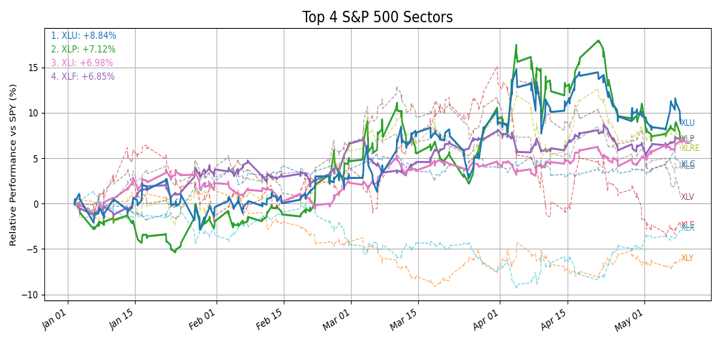 Top 4 S&P 500 Sectors
1. XLU: +8.84%
2. XLP: +7.12%
3. XLI: +6.98%
4. XLF: +6.85%
Relative Performance vs SPY (%)
15
10
5
0
−5
−10
XLU
XLRE
XLC
XLV
XLE
XLY
Jan 01
Jan 15
Feb 01
Feb 15
Mar 01
Mar 15
Apr 01
Apr 15
May 01